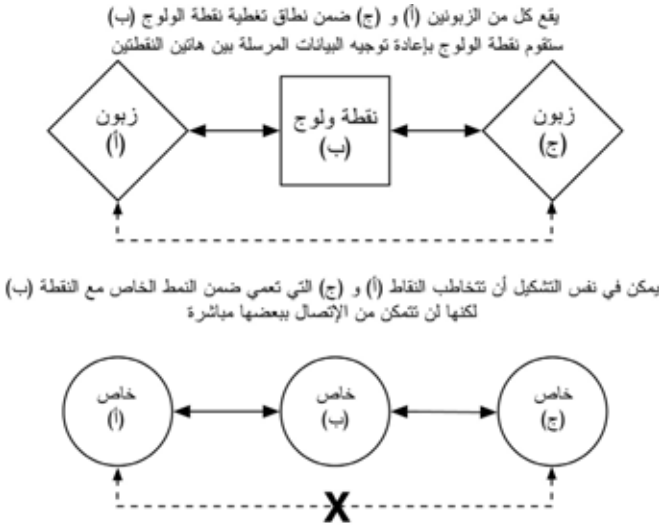 يقع كل من الزبونين (أ) و (ج) ضمن نطاق تغطية نقطة الولوج (ب)
ستقوم نقطة الولوج بإعادة توجيه البيانات المرسلة بين هاتين النقطتين
زبون
(ج)
نقطة ولوج
(ب)
زبون
(أ)
يمكن في نفس التشكيل أن تتخاطب النقاط (أ) و (ج) التي تعمي ضمن النمط الخاص مع النقطة (ب)
لكنها لن تتمكن من الإتصال ببعضها مباشرة
خاص
(ج)
خاص
(ب)
خاص
(أ)
X